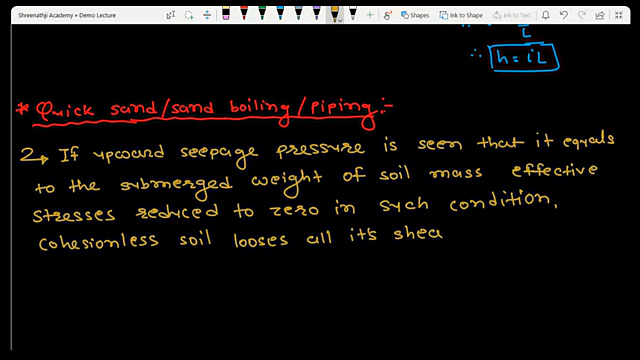 Shreenathji Academy » Demo Lecture
Shapes
Ink to Shape
Ink to Text
L
∴ h = iL
* Quick sand/sand boiling/piping:-
2→ If upward seepage pressure is seen that it equals
to the submerged weight of soil mass effective
stresses reduced to zero in such condition,
cohesionless soil looses all it's shea